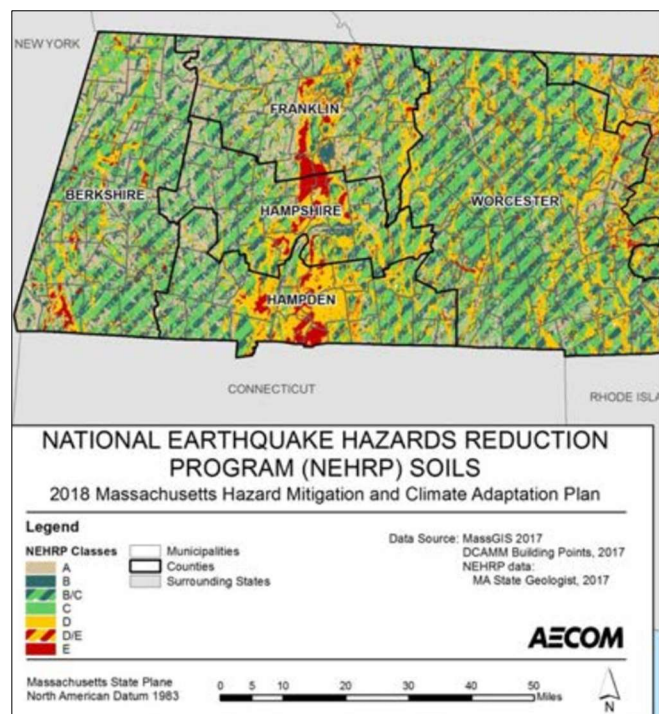 NEW YORK
FRANKLIN
BERKSHIRE
HAMPSHIRE
WORCESTER
HAMPDEN
CONNECTICUT
RHODE ISLA
NATIONAL EARTHQUAKE HAZARDS REDUCTION
PROGRAM (NEHRP) SOILS
2018 Massachusetts Hazard Mitigation and Climate Adaptation Plan
Legend
NEHRP Classes
A
B
B/C
C
D
D/E
E
Municipalities
Counties
Surrounding States
Data Source: MassGIS 2017
DCAMM Building Points, 2017
NEHRP data:
MA State Geologist, 2017
AECOM
Massachusetts State Plane
North American Datum 1983
0 5 10 20 30 40 50
Miles
N